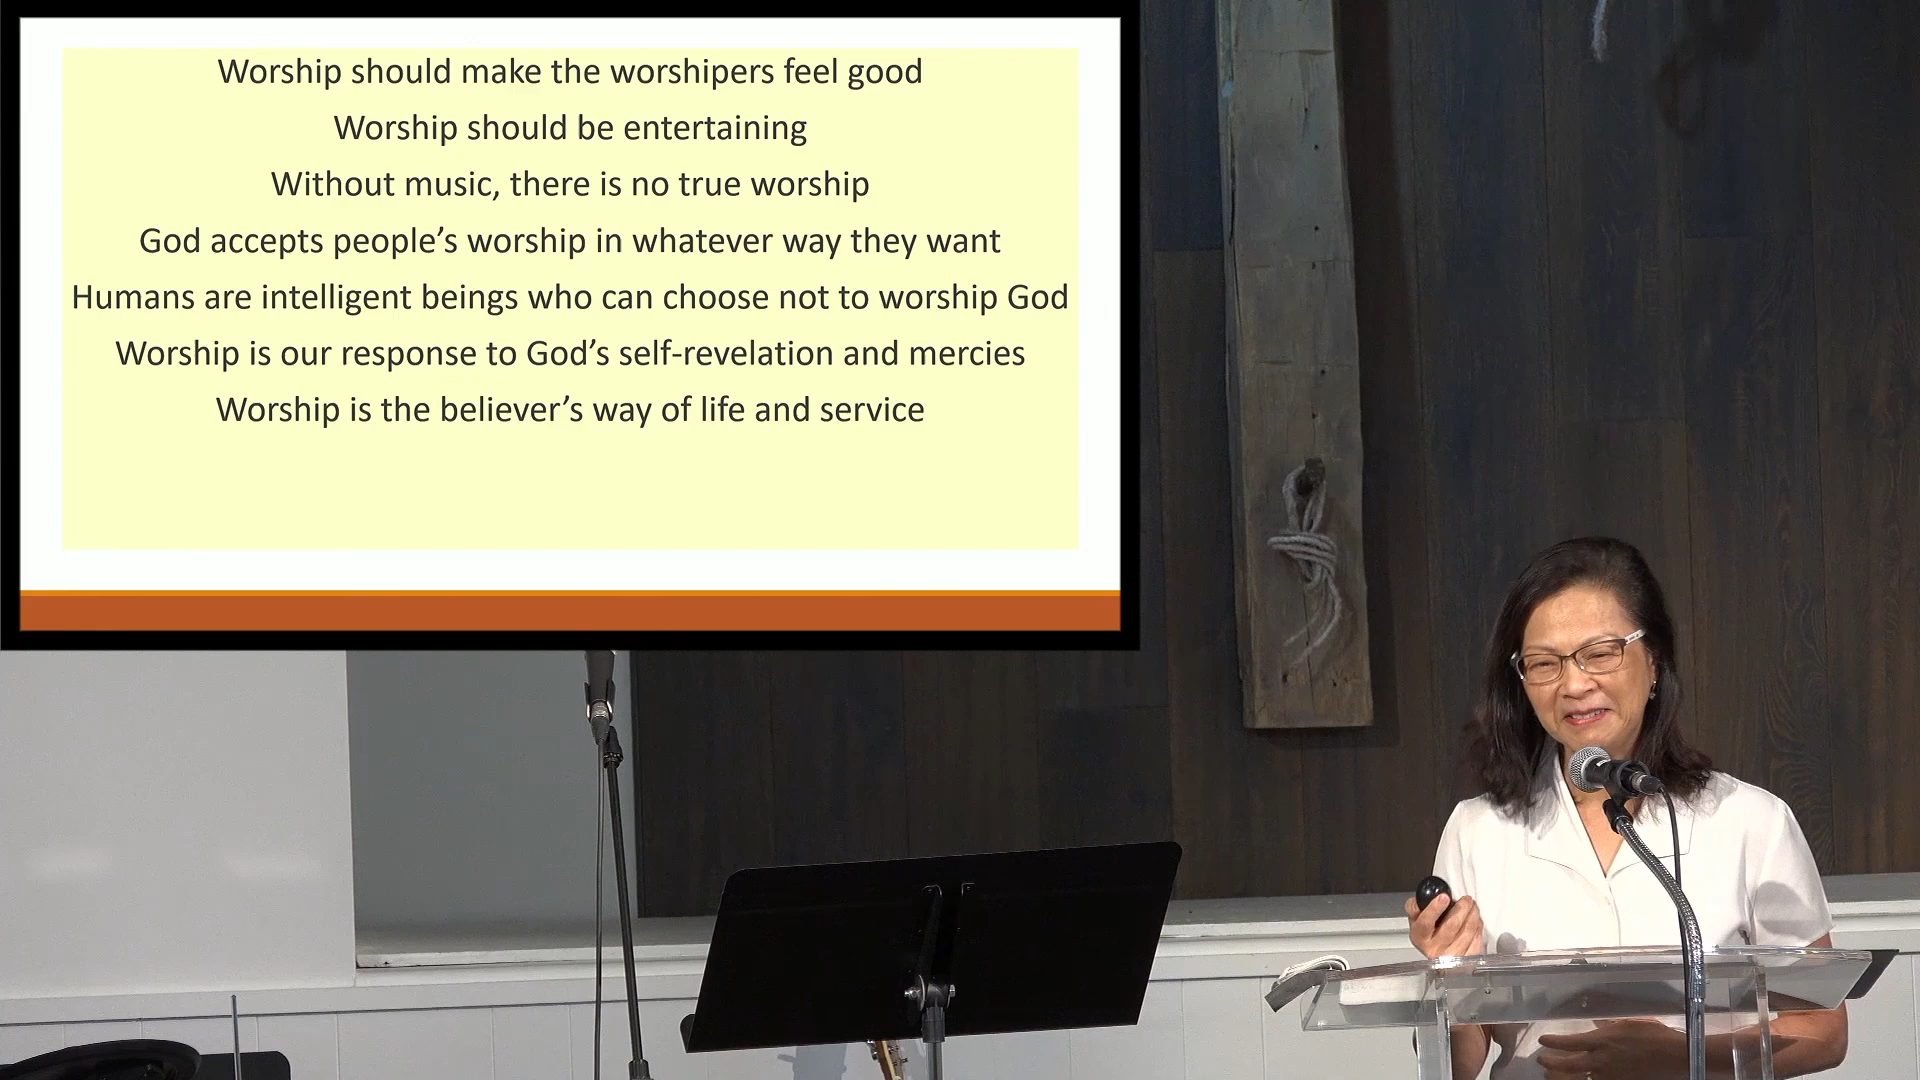 Worship should make the worshipers feel good
Worship should be entertaining
Without music, there is no true worship
God accepts people’s worship in whatever way they want
Humans are intelligent beings who can choose not to worship God
Worship is our response to God’s self-revelation and mercies
Worship is the believer’s way of life and service